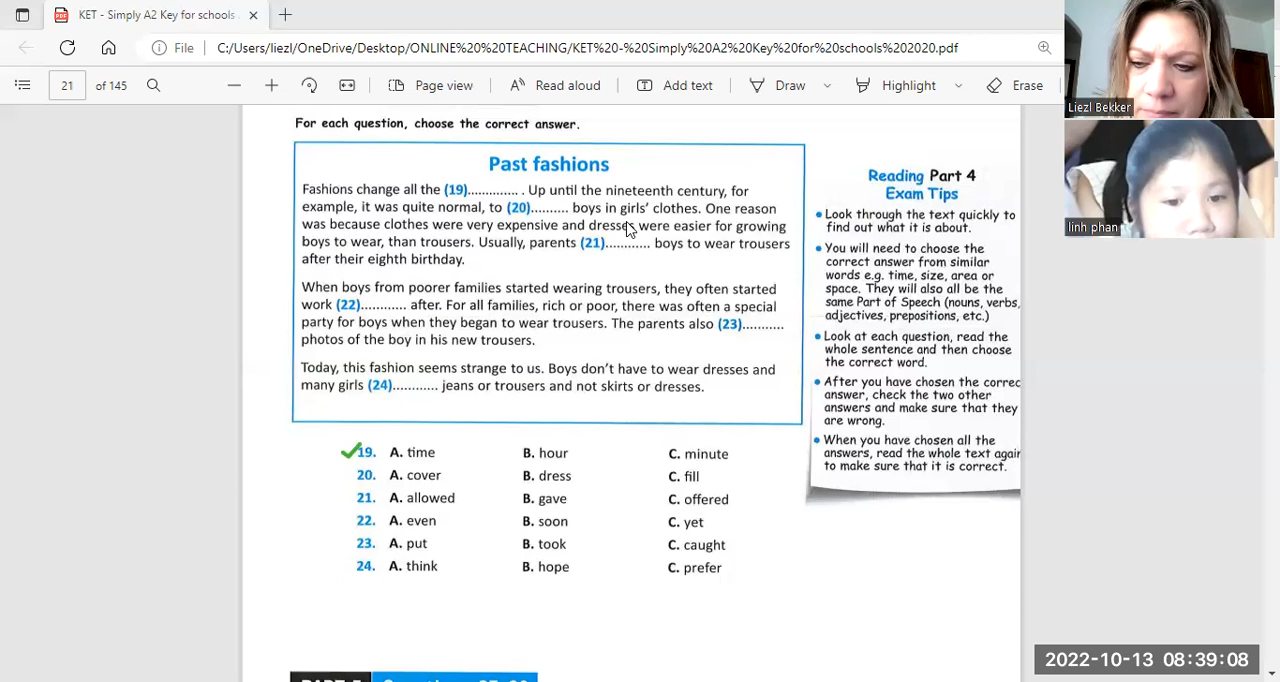 KET - Simply A2 Key for schools
File
C:/Users/liezl/OneDrive/Desktop/ONLINE%20%20TEACHING/KET%20-%20Simply%20A2%20Key%20for%20schools%202020.pdf
21 of 145
Page view
Read aloud
Add text
Draw
Highlight
Erase
For each question, choose the correct answer.
Past fashions
Fashions change all the (19)............. . Up until the nineteenth century, for
example, it was quite normal, to (20).......... boys in girls' clothes. One reason
was because clothes were very expensive and dresses were easier for growing
boys to wear, than trousers. Usually, parents (21)............ boys to wear trousers
after their eighth birthday.
When boys from poorer families started wearing trousers, they often started
work (22)............ after. For all families, rich or poor, there was often a special
party for boys when they began to wear trousers. The parents also (23)...........
photos of the boy in his new trousers.
Today, this fashion seems strange to us. Boys don't have to wear dresses and
many girls (24)............ jeans or trousers and not skirts or dresses.
19. A. time B. hour C. minute
20. A. cover B. dress C. fill
21. A. allowed B. gave C. offered
22. A. even B. soon C. yet
23. A. put B. took C. caught
24. A. think B. hope C. prefer
Reading Part 4
Exam Tips
• Look through the text quickly to
find out what it is about.
• You will need to choose the
correct answer from similar
words e.g. time, size, area or
space. They will also all be the
same Part of Speech (nouns, verbs,
adjectives, prepositions, etc.)
• Look at each question, read the
whole sentence and then choose
the correct word.
• After you have chosen the correc
answer, check the two other
answers and make sure that they
are wrong.
• When you have chosen all the
answers, read the whole text again
to make sure that it is correct.
Liezl Bekker
linh phan
2022-10-13 08:39:08